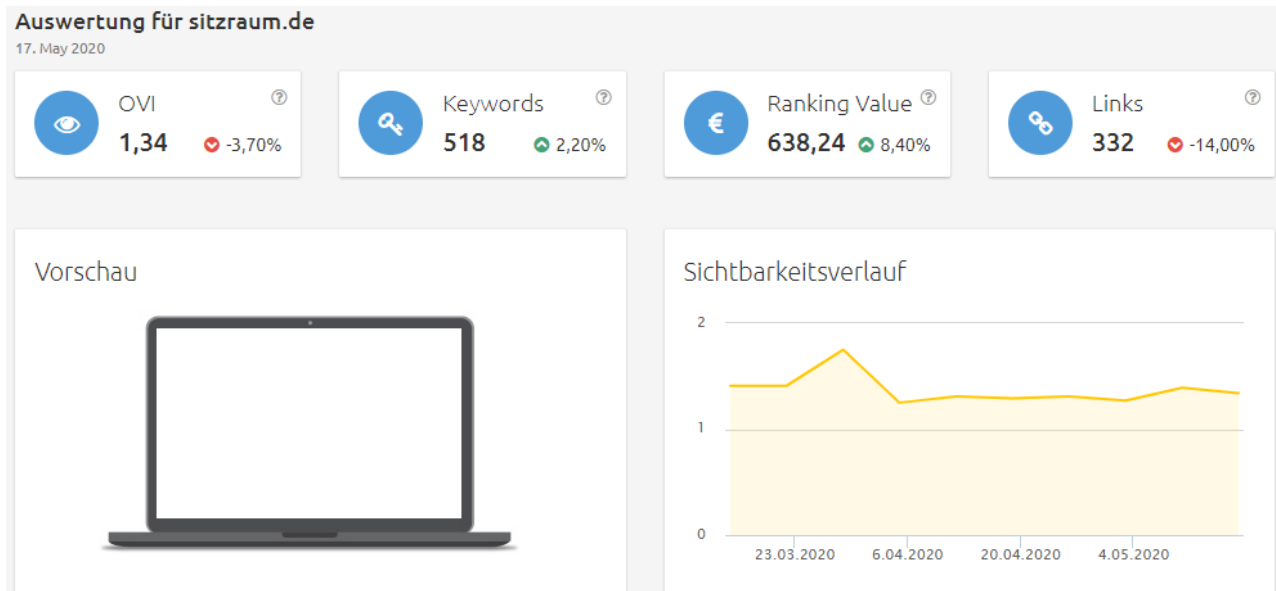 Auswertung für sitzraum.de
17. May 2020
OVI
1,34 -3,70%
Keywords
518 2,20%
€
Ranking Value
638,24 8,40%
Links
332 -14,00%
Vorschau
Sichtbarkeitsverlauf
2
1
0
23.03.2020 6.04.2020 20.04.2020 4.05.2020